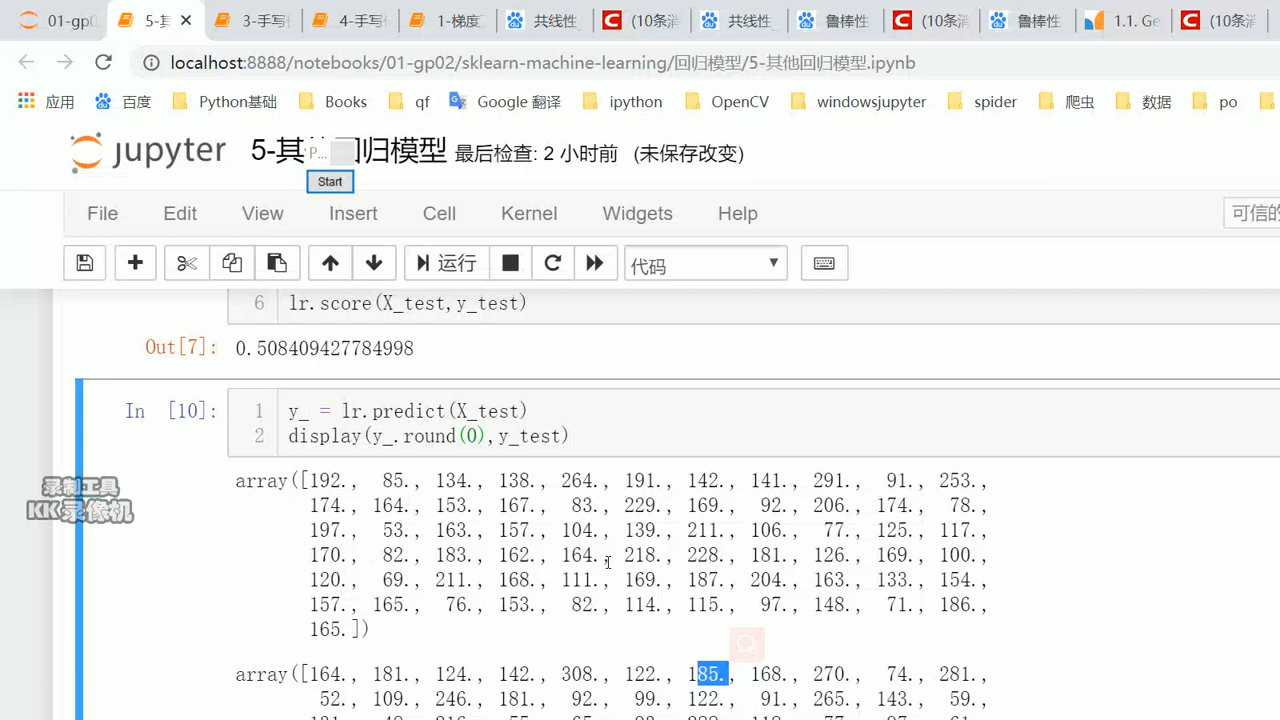 01-gp0
5-其
3-手写
4-手写
1-梯度
共线性
(10条消
共线性
鲁棒性
(10条消
鲁棒性
1.1. Ge
(10条消
localhost:8888/notebooks/01-gp02/sklearn-machine-learning/回归模型/5-其他回归模型.ipynb
应用 百度 Python基础 Books qf Google 翻译 ipython OpenCV windowsjupyter spider 爬虫 数据 po
jupyter 5-其 回归模型 最后检查: 2 小时前 (未保存改变)
P...
Start
File Edit View Insert Cell Kernel Widgets Help
可信的
运行 代码
6 lr.score(X_test,y_test)
Out[7]: 0.508409427784998
In [10]: 1 y_ = lr.predict(X_test)
2 display(y_.round(0),y_test)
array([192., 85., 134., 138., 264., 191., 142., 141., 291., 91., 253.,
174., 164., 153., 167., 83., 229., 169., 92., 206., 174., 78.,
197., 53., 163., 157., 104., 139., 211., 106., 77., 125., 117.,
170., 82., 183., 162., 164., 218., 228., 181., 126., 169., 100.,
120., 69., 211., 168., 111., 169., 187., 204., 163., 133., 154.,
157., 165., 76., 153., 82., 114., 115., 97., 148., 71., 186.,
165.])
array([164., 181., 124., 142., 308., 122., 185., 168., 270., 74., 281.,
52., 109., 246., 181., 92., 99., 122., 91., 265., 143., 59.,
录制工具
KK录像机